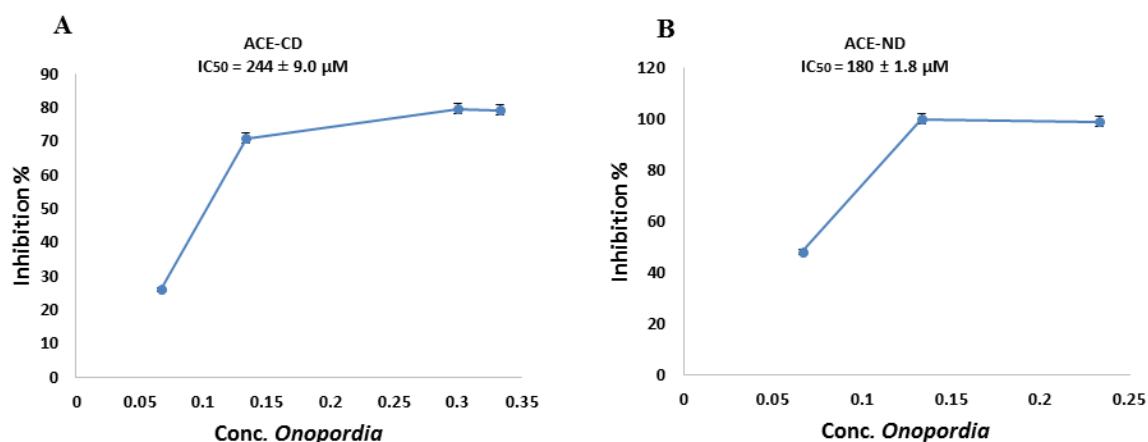 A
ACE-CD
IC50 = 244 ± 9.0 µM
90
80
70
60
50
40
30
20
10
0
Inhibition %
0 0.05 0.1 0.15 0.2 0.25 0.3 0.35
Conc. Onopordia
B
ACE-ND
IC50 = 180 ± 1.8 µM
120
100
80
60
40
20
0
Inhibition %
0 0.05 0.1 0.15 0.2 0.25
Conc. Onopordia